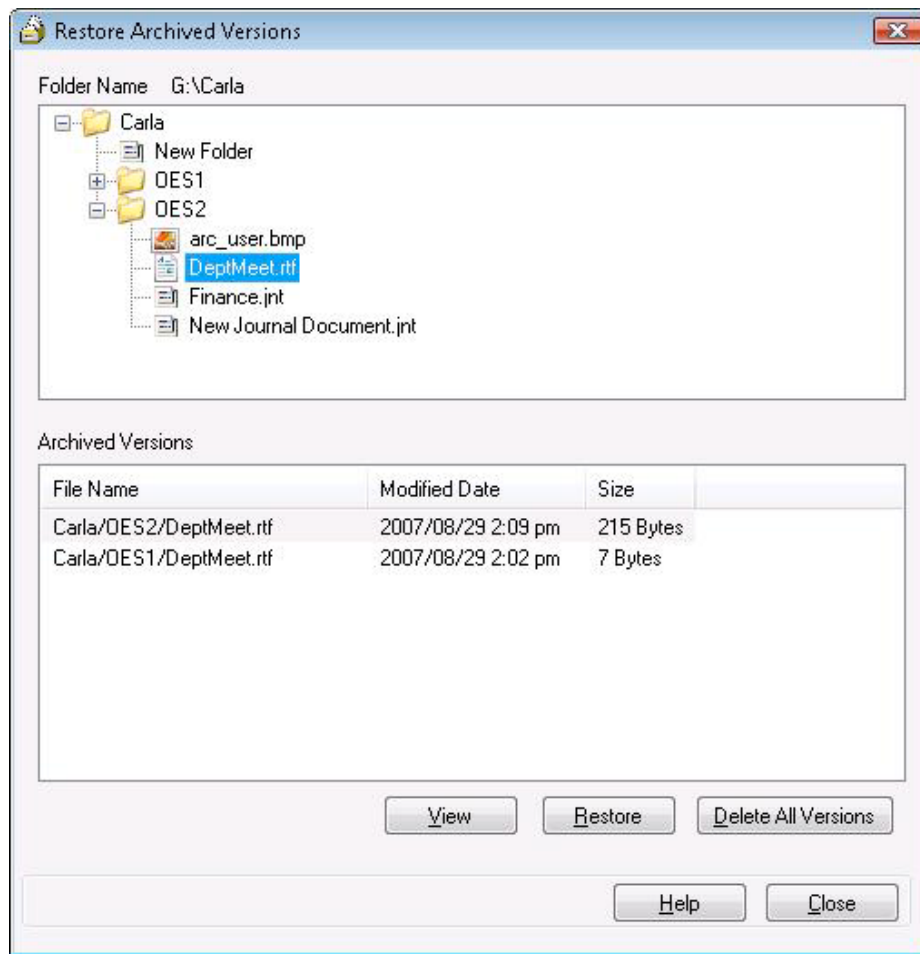 Restore Archived Versions
Folder Name G:\Carla
Carla
New Folder
OES1
OES2
arc_user.bmp
DeptMeet.rtf
Finance.jnt
New Journal Document.jnt
Archived Versions
File Name Modified Date Size
Carla/OES2/DeptMeet.rtf 2007/08/29 2:09 pm 215 Bytes
Carla/OES1/DeptMeet.rtf 2007/08/29 2:02 pm 7 Bytes
View Restore Delete All Versions
Help Close